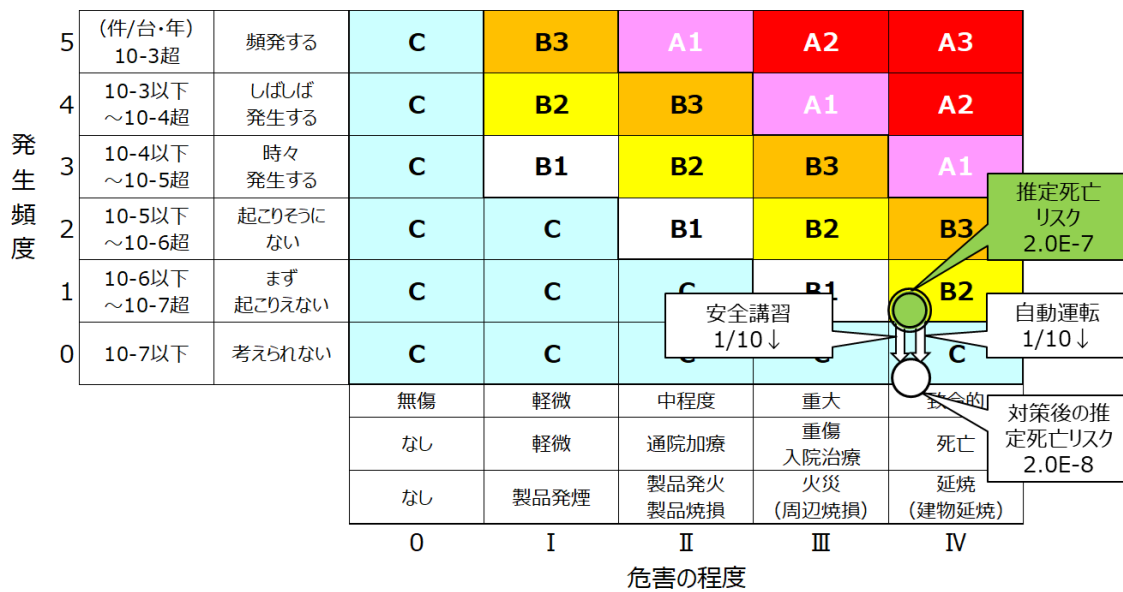 発生頻度
5 (件/台・年) 10-3超 頻発する C B3 A1 A2 A3
4 10-3以下 ～10-4超 しばしば 発生する C B2 B3 A1 A2
3 10-4以下 ～10-5超 時々 発生する C B1 B2 B3 A1
2 10-5以下 ～10-6超 起こりそうに ない C C B1 B2 B3
1 10-6以下 ～10-7超 まず 起こりえない C C C B1 B2
0 10-7以下 考えられない C C C C C
推定死亡
リスク
2.0E-7
安全講習
1/10↓
自動運転
1/10↓
対策後の推
定死亡リスク
2.0E-8
無傷 軽微 中程度 重大 致命的
なし 軽微 通院加療 重傷 入院治療 死亡
なし 製品発煙 製品発火 製品焼損 火災 (周辺焼損) 延焼 (建物延焼)
0 Ⅰ Ⅱ Ⅲ Ⅳ
危害の程度